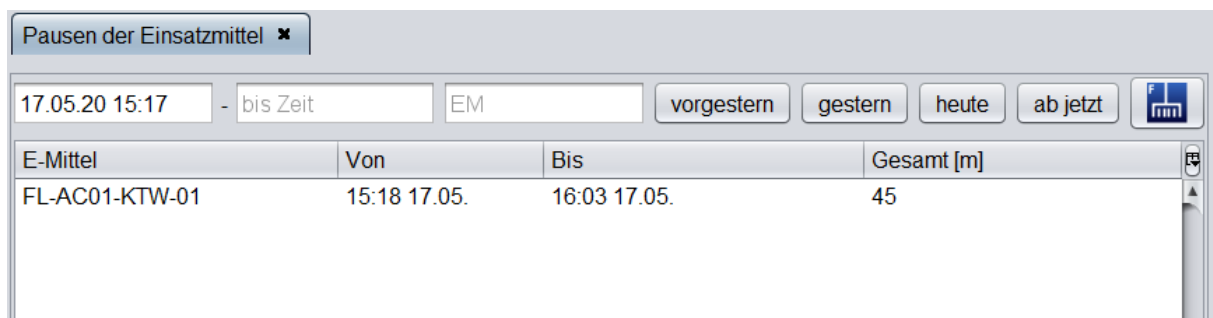 Pausen der Einsatzmittel ✖
17.05.20 15:17 - bis Zeit EM vorgestern gestern heute ab jetzt F
E-Mittel Von Bis Gesamt [m]
FL-AC01-KTW-01 15:18 17.05. 16:03 17.05. 45